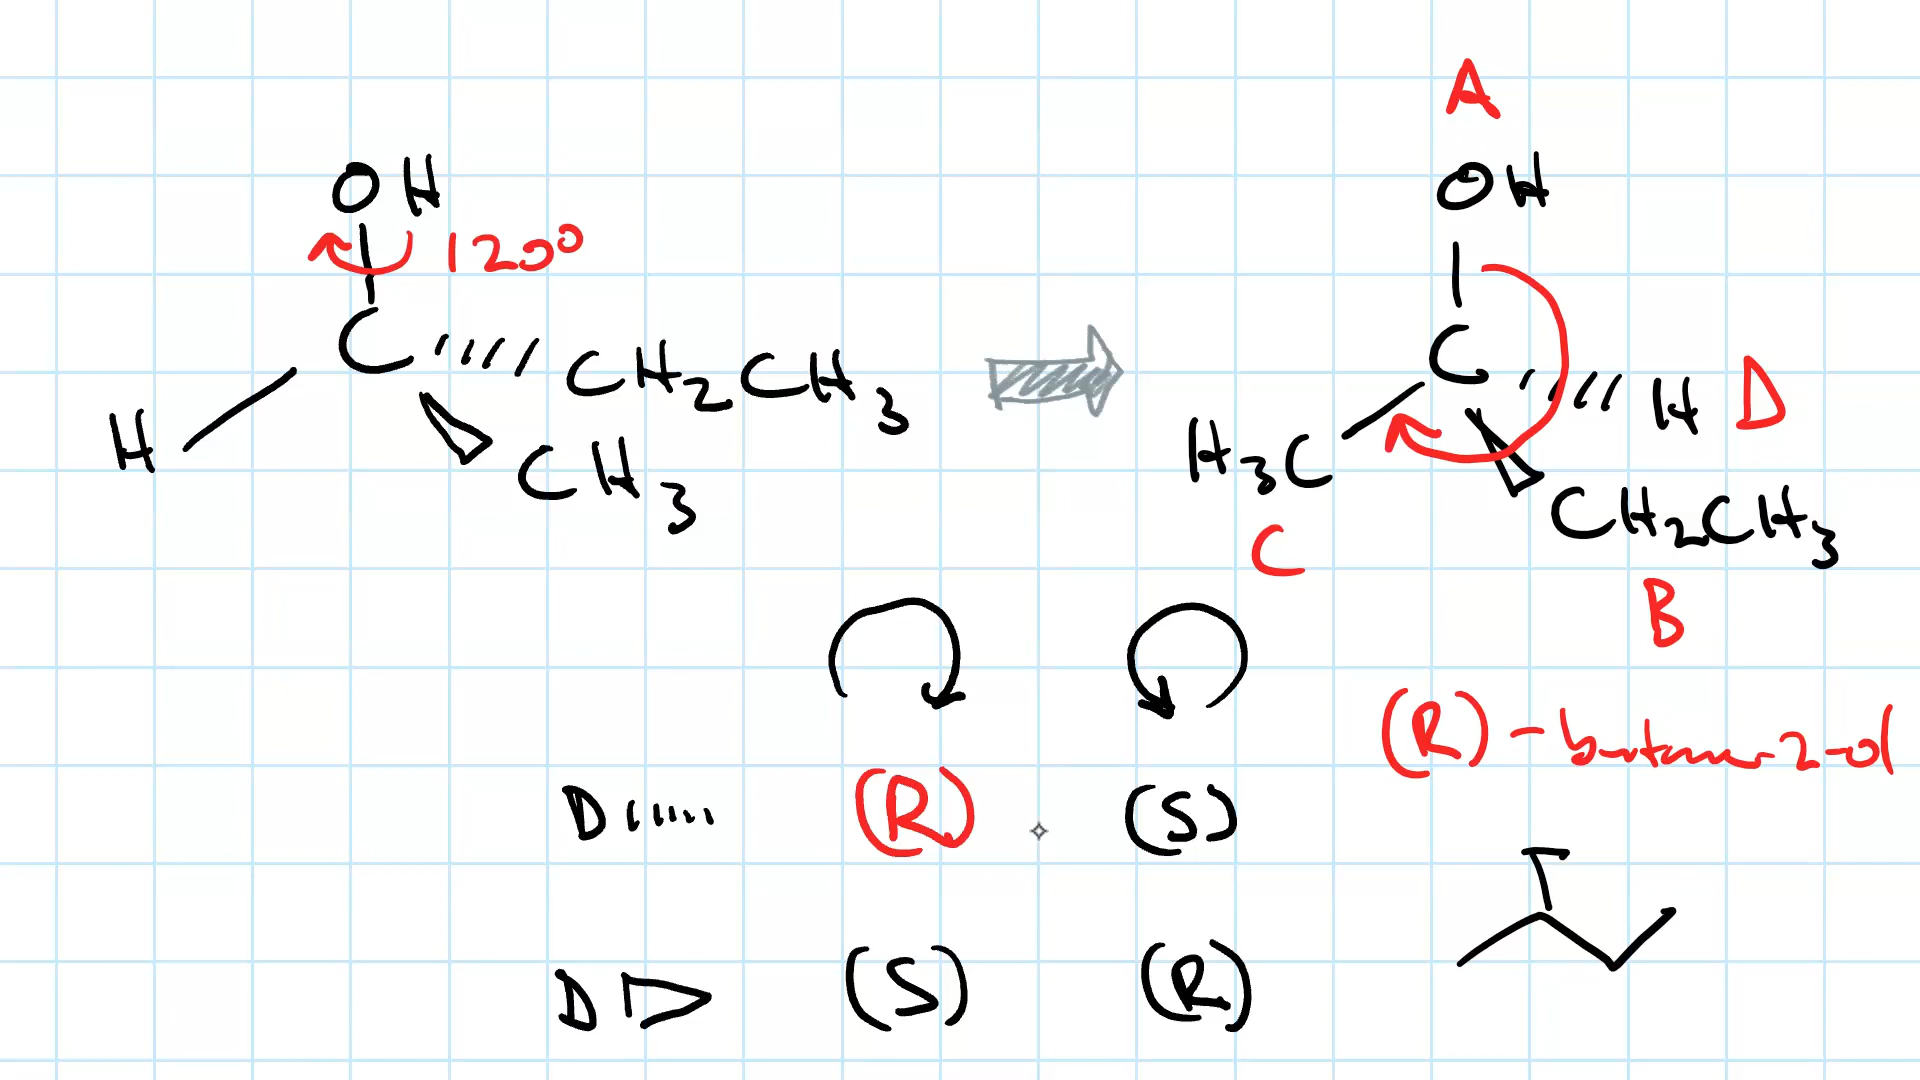 A
OH
OH
120°
C
CH₂CH₃
C
H
D
H
CH₃
H₃C
CH₂CH₃
C
B
(R)-butan-2-ol
D
(R)
(S)
D
(S)
(R)